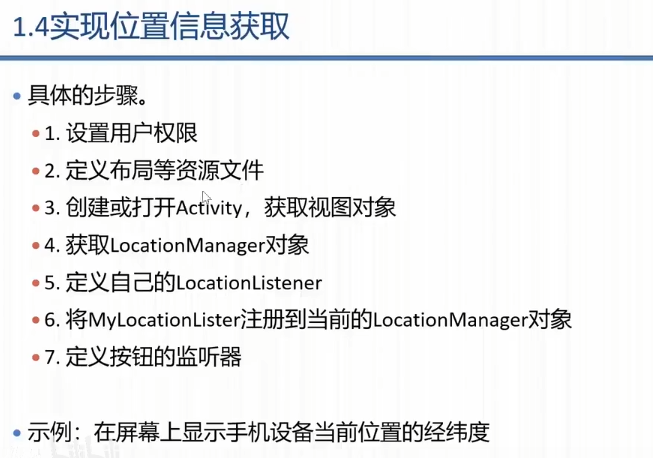 1.4实现位置信息获取
• 具体的步骤。
• 1. 设置用户权限
• 2. 定义布局等资源文件
• 3. 创建或打开Activity，获取视图对象
• 4. 获取LocationManager对象
• 5. 定义自己的LocationListener
• 6. 将MyLocationLister注册到当前的LocationManager对象
• 7. 定义按钮的监听器
• 示例：在屏幕上显示手机设备当前位置的经纬度